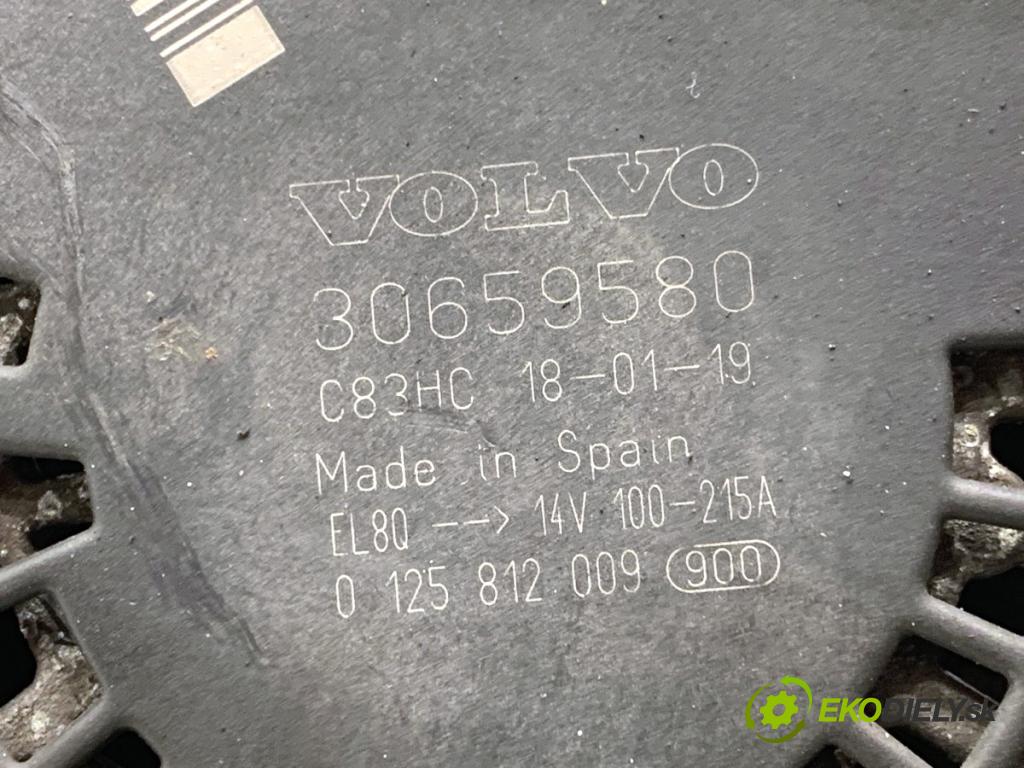 VOLVO
30659580
C83HC 18-01-19
Made in Spain
EL8Q --> 14V 100-215A
0 125 812 009 900
EKODIELY.sk